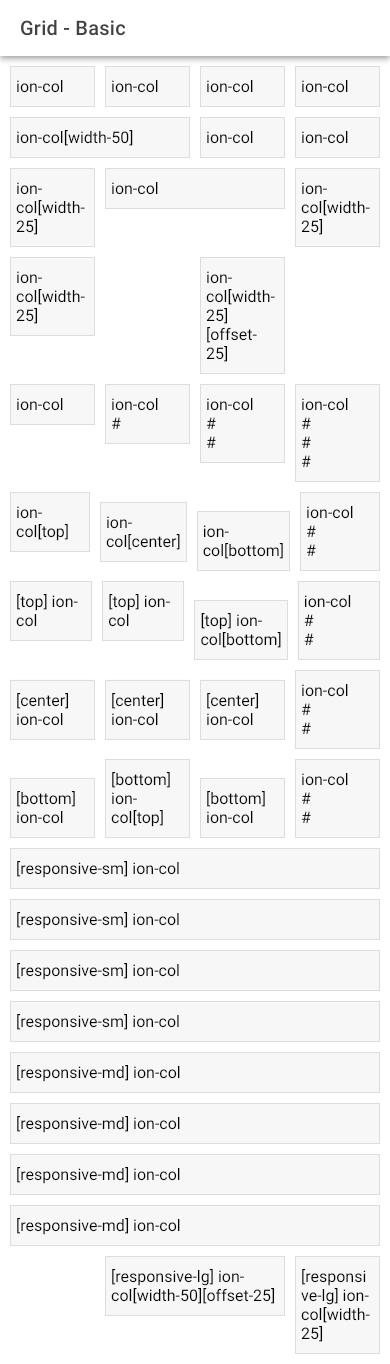 Grid - Basic
ion-col
ion-col
ion-col
ion-col
ion-col[width-50]
ion-col
ion-col
ion-
col[width-
25]
ion-col
ion-
col[width-
25]
ion-
col[width-
25]
ion-
col[width-
25]
[offset-
25]
ion-col
ion-col
#
ion-col
#
#
ion-col
#
#
#
ion-
col[top]
ion-
col[center]
ion-
col[bottom]
ion-col
#
#
[top] ion-
col
[top] ion-
col
[top] ion-
col[bottom]
ion-col
#
#
[center]
ion-col
[center]
ion-col
[center]
ion-col
ion-col
#
#
[bottom]
ion-col
[bottom]
ion-
col[top]
[bottom]
ion-col
ion-col
#
#
[responsive-sm] ion-col
[responsive-sm] ion-col
[responsive-sm] ion-col
[responsive-sm] ion-col
[responsive-md] ion-col
[responsive-md] ion-col
[responsive-md] ion-col
[responsive-md] ion-col
[responsive-lg] ion-
col[width-50][offset-25]
[responsi
ve-lg] ion-
col[width-
25]